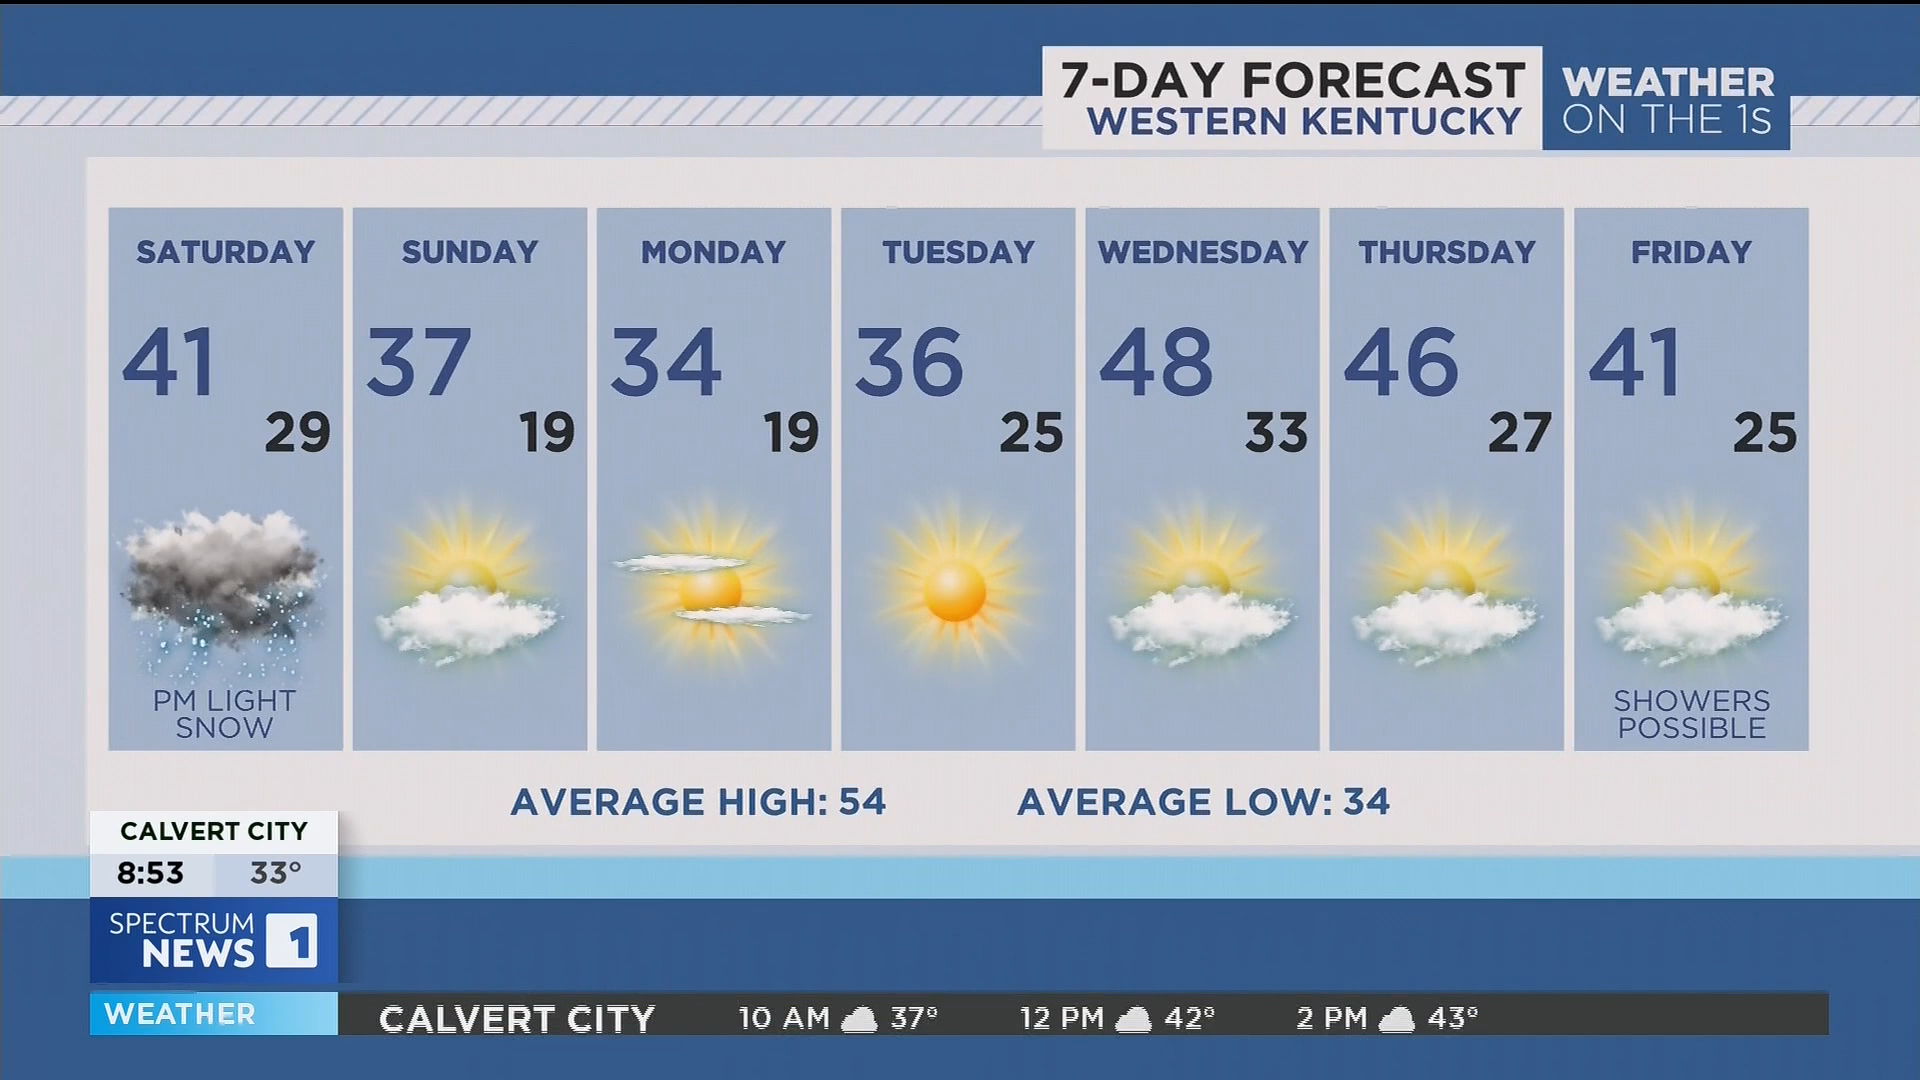 7-DAY FORECAST
WESTERN KENTUCKY
WEATHER
ON THE 1s
SATURDAY
41
29
PM LIGHT
SNOW
SUNDAY
37
19
MONDAY
34
19
TUESDAY
36
25
WEDNESDAY
48
33
THURSDAY
46
27
FRIDAY
41
25
SHOWERS
POSSIBLE
AVERAGE HIGH: 54 AVERAGE LOW: 34
CALVERT CITY
8:53 33°
SPECTRUM
NEWS 1
WEATHER
CALVERT CITY 10 AM 37° 12 PM 42° 2 PM 43°